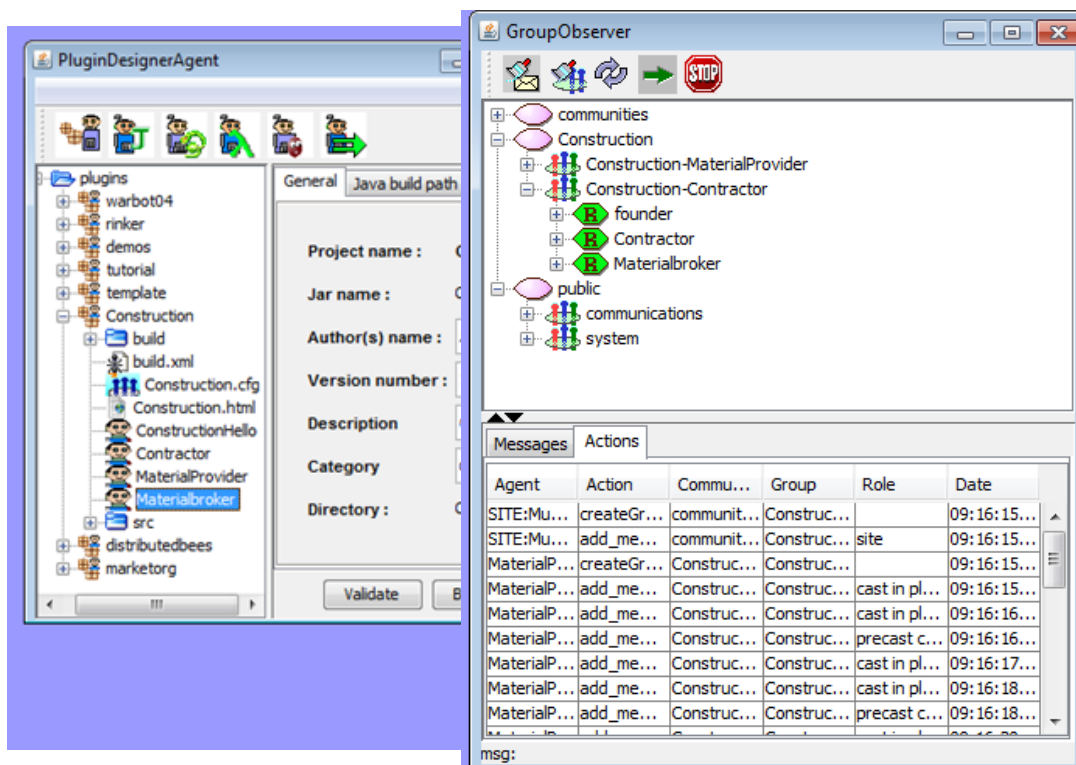 PluginDesignerAgent
plugins
warbot04
rinker
demos
tutorial
template
Construction
build
build.xml
Construction.cfg
Construction.html
ConstructionHello
Contractor
MaterialProvider
Materialbroker
src
distributedbees
marketorg
General Java build path
Project name :
Jar name :
Author(s) name :
Version number :
Description
Category
Directory :
Validate B
GroupObserver
STOP
communities
Construction
Construction-MaterialProvider
Construction-Contractor
R founder
R Contractor
R Materialbroker
public
communications
system
Messages Actions
Agent Action Commu... Group Role Date
SITE:Mu... createGr... communit... Construc... 09:16:15...
SITE:Mu... add_me... communit... Construc... site 09:16:15...
MaterialP... createGr... Construc... Construc... 09:16:15...
MaterialP... add_me... Construc... Construc... cast in pl... 09:16:15...
MaterialP... add_me... Construc... Construc... cast in pl... 09:16:16...
MaterialP... add_me... Construc... Construc... precast c... 09:16:16...
MaterialP... add_me... Construc... Construc... cast in pl... 09:16:17...
MaterialP... add_me... Construc... Construc... cast in pl... 09:16:18...
MaterialP... add_me... Construc... Construc... precast c... 09:16:18...
msg: